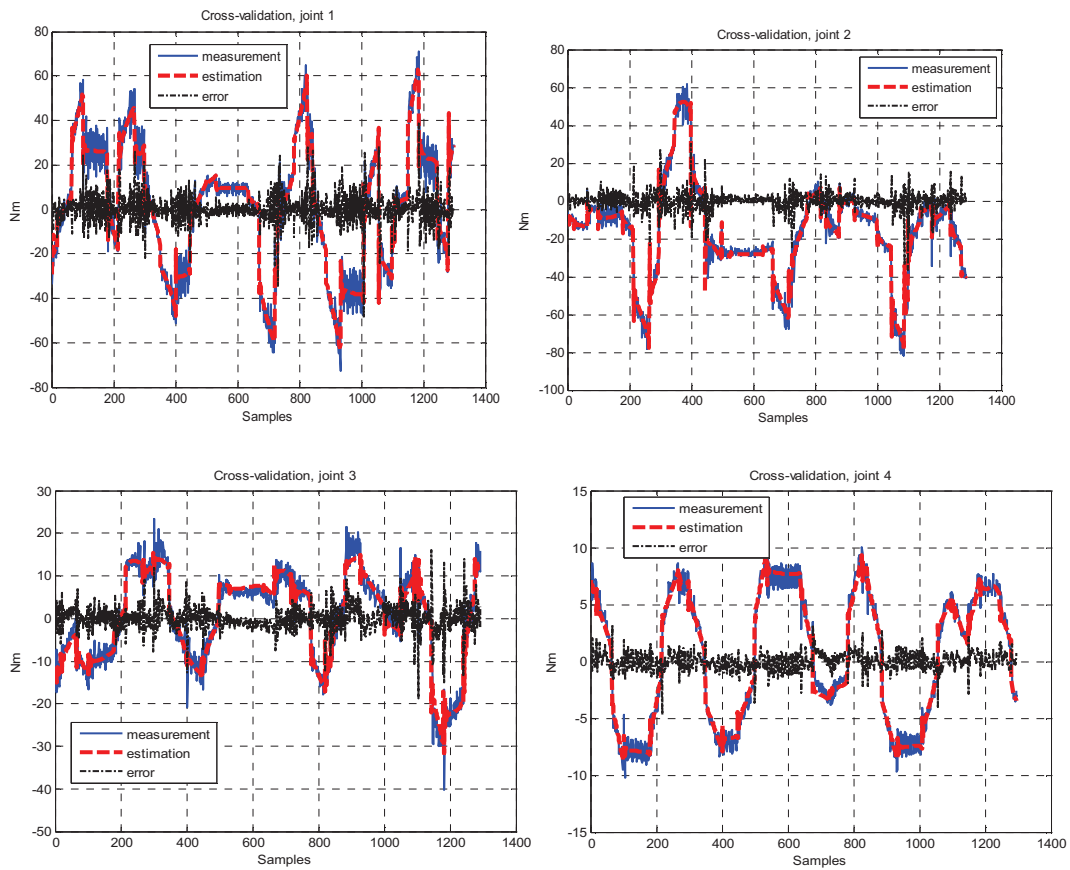 Cross-validation, joint 1
80
60
40
20
0
-20
-40
-60
80
Nm
measurement
estimation
error
0 200 400 600 800 1000 1200 1400
Samples
Cross-validation, joint 2
80
60
40
20
0
-20
-40
-60
-80
-100
Nm
measurement
estimation
error
0 200 400 600 800 1000 1200 1400
Samples
Cross-validation, joint 3
30
20
10
0
-10
-20
-30
-40
-50
Nm
measurement
estimation
error
0 200 400 600 800 1000 1200 1400
Samples
Cross-validation, joint 4
15
10
5
0
-5
-10
-15
Nm
measurement
estimation
error
0 200 400 600 800 1000 1200 1400
Samples